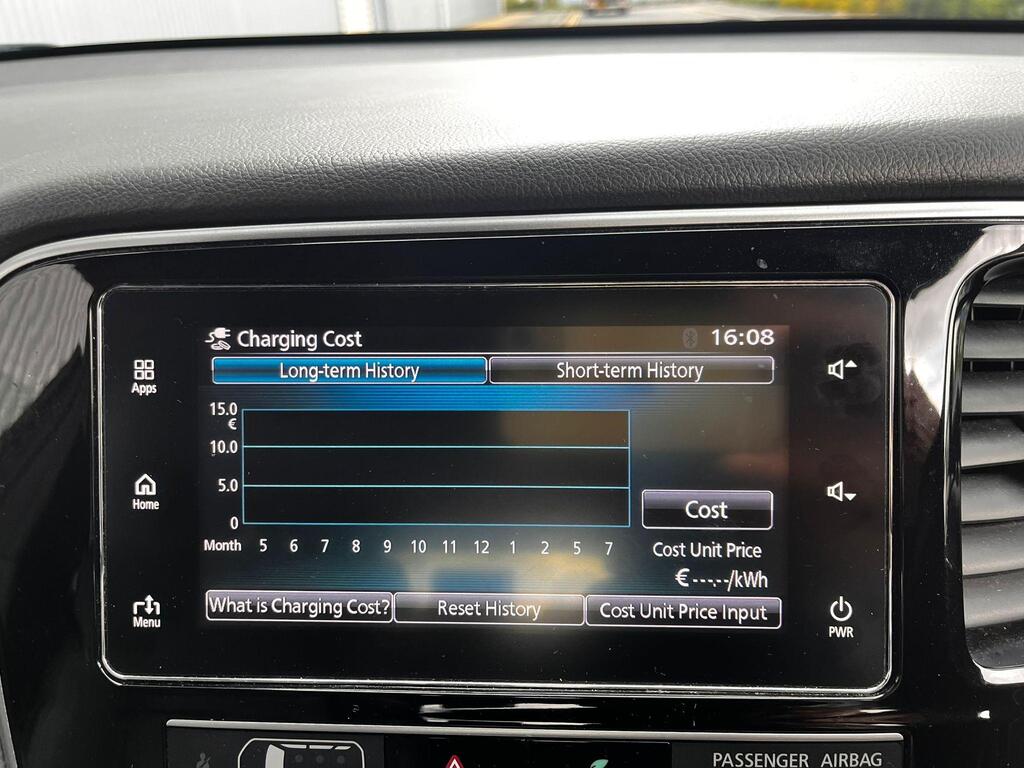 Charging Cost 16:08
Long-term History Short-term History
Apps
15.0
€
10.0
5.0
0
Home
Cost
Month 5 6 7 8 9 10 11 12 1 2 5 7
Cost Unit Price
€---.--/kWh
What is Charging Cost? Reset History Cost Unit Price Input
Menu
PWR
PASSENGER AIRBAG